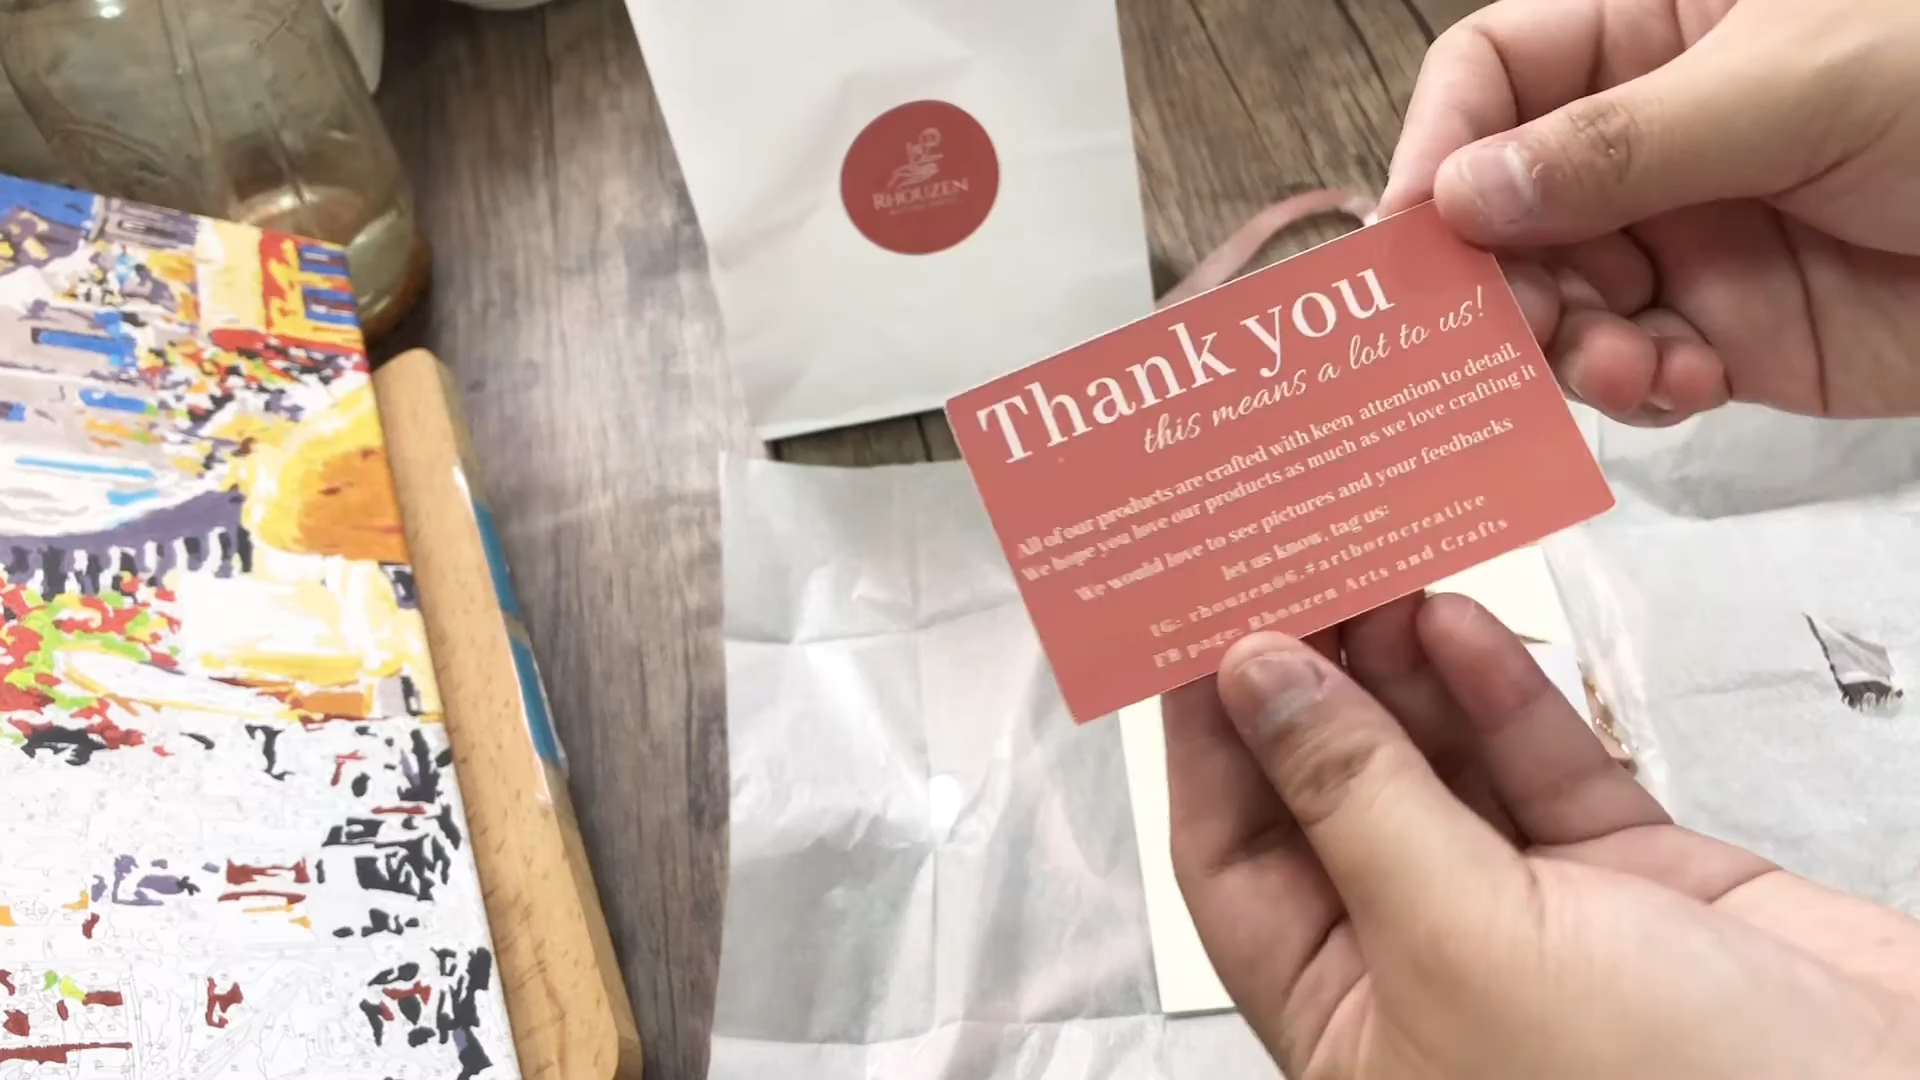 RHOUZEN
Thank you
this means a lot to us!
All of our products are crafted with keen attention to detail.
We hope you love our products as much as we love crafting it
We would love to see pictures and your feedbacks
let us know, tag us:
IG: rhouzen06.#artborncreative
FB page: Rhouzen Arts and Crafts